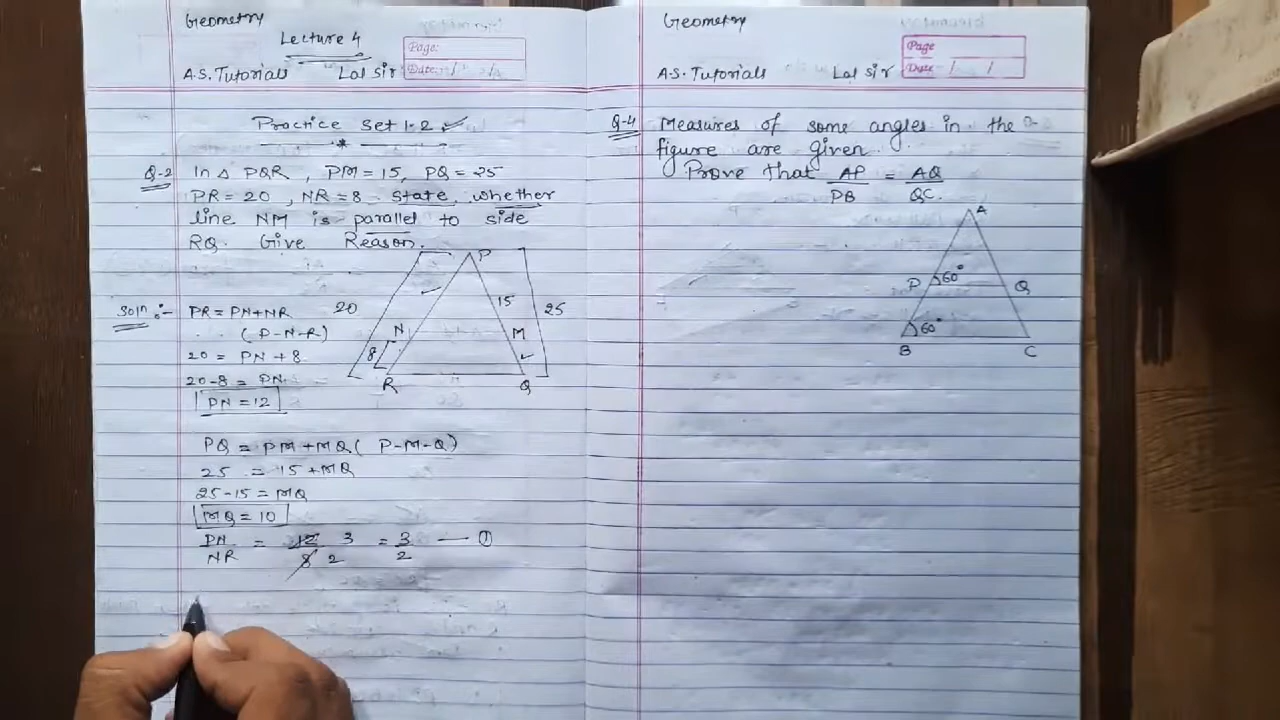 Geometry
Lecture 4
Page:
Date: / /
A.S. Tutorials Lal Sir
Practice Set 1.2 ✓
Q-2 In △ PQR, PM = 15, PQ = 25
PR = 20, NR = 8. State, whether
line NM is parallel to side
RQ. Give Reason.
P
20
15
25
N
M
8
R
Q
Soln:- PR = PN + NR
(P-N-R)
20 = PN + 8
20 - 8 = PN.
PN = 12
PQ = PM + MQ ( P-M-Q)
25 = 15 + MQ
25 - 15 = MQ
MQ = 10
PN/NR = 12/8 3/2 = 3/2 — ①
Geometry
Page
Date / /
A.S. Tutorials Lal Sir
Q-4 Measures of some angles in the
figure are given.
Prove that AP/PB = AQ/QC.
A
P 60° Q
60°
B C